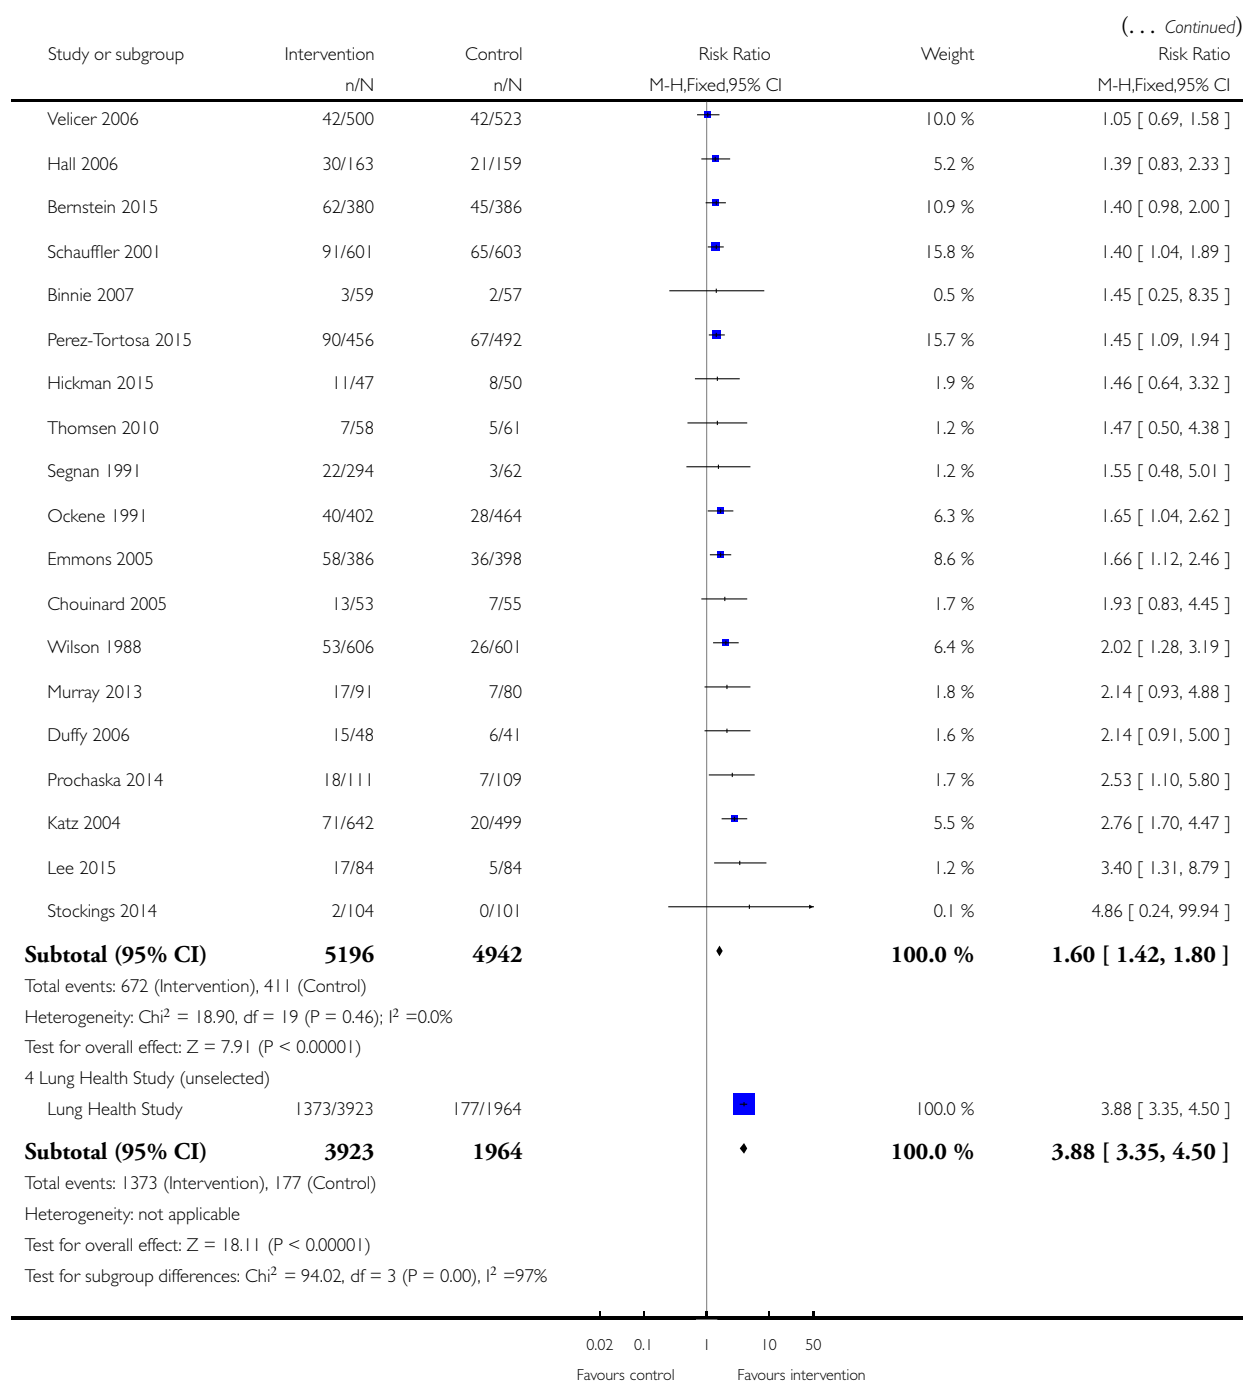 (... Continued)
Study or subgroup Intervention Control Risk Ratio Weight Risk Ratio
n/N n/N M-H,Fixed,95% CI M-H,Fixed,95% CI
Velicer 2006 42/500 42/523 10.0 % 1.05 [ 0.69, 1.58 ]
Hall 2006 30/163 21/159 5.2 % 1.39 [ 0.83, 2.33 ]
Bernstein 2015 62/380 45/386 10.9 % 1.40 [ 0.98, 2.00 ]
Schauffler 2001 91/601 65/603 15.8 % 1.40 [ 1.04, 1.89 ]
Binnie 2007 3/59 2/57 0.5 % 1.45 [ 0.25, 8.35 ]
Perez-Tortosa 2015 90/456 67/492 15.7 % 1.45 [ 1.09, 1.94 ]
Hickman 2015 11/47 8/50 1.9 % 1.46 [ 0.64, 3.32 ]
Thomsen 2010 7/58 5/61 1.2 % 1.47 [ 0.50, 4.38 ]
Segnan 1991 22/294 3/62 1.2 % 1.55 [ 0.48, 5.01 ]
Ockene 1991 40/402 28/464 6.3 % 1.65 [ 1.04, 2.62 ]
Emmons 2005 58/386 36/398 8.6 % 1.66 [ 1.12, 2.46 ]
Chouinard 2005 13/53 7/55 1.7 % 1.93 [ 0.83, 4.45 ]
Wilson 1988 53/606 26/601 6.4 % 2.02 [ 1.28, 3.19 ]
Murray 2013 17/91 7/80 1.8 % 2.14 [ 0.93, 4.88 ]
Duffy 2006 15/48 6/41 1.6 % 2.14 [ 0.91, 5.00 ]
Prochaska 2014 18/111 7/109 1.7 % 2.53 [ 1.10, 5.80 ]
Katz 2004 71/642 20/499 5.5 % 2.76 [ 1.70, 4.47 ]
Lee 2015 17/84 5/84 1.2 % 3.40 [ 1.31, 8.79 ]
Stockings 2014 2/104 0/101 0.1 % 4.86 [ 0.24, 99.94 ]
Subtotal (95% CI) 5196 4942 100.0 % 1.60 [ 1.42, 1.80 ]
Total events: 672 (Intervention), 411 (Control)
Heterogeneity: Chi² = 18.90, df = 19 (P = 0.46); I² =0.0%
Test for overall effect: Z = 7.91 (P < 0.00001)
4 Lung Health Study (unselected)
Lung Health Study 1373/3923 177/1964 100.0 % 3.88 [ 3.35, 4.50 ]
Subtotal (95% CI) 3923 1964 100.0 % 3.88 [ 3.35, 4.50 ]
Total events: 1373 (Intervention), 177 (Control)
Heterogeneity: not applicable
Test for overall effect: Z = 18.11 (P < 0.00001)
Test for subgroup differences: Chi² = 94.02, df = 3 (P = 0.00), I² =97%
0.02 0.1 1 10 50
Favours control Favours intervention